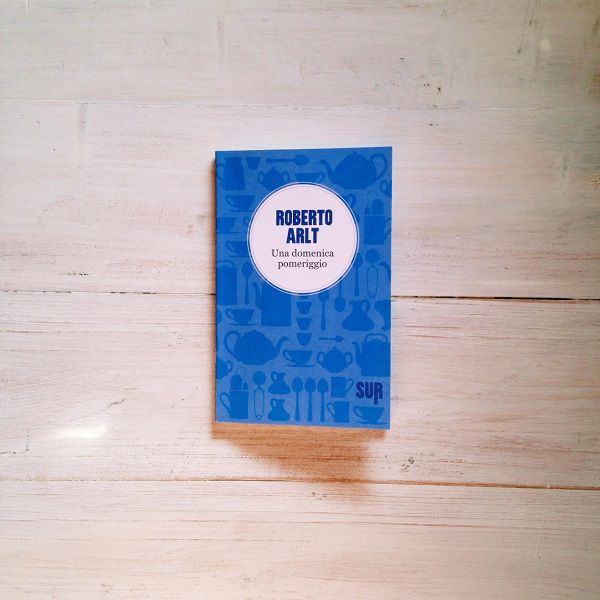 ROBERTO
ARLT
Una domenica
pomeriggio
SUR